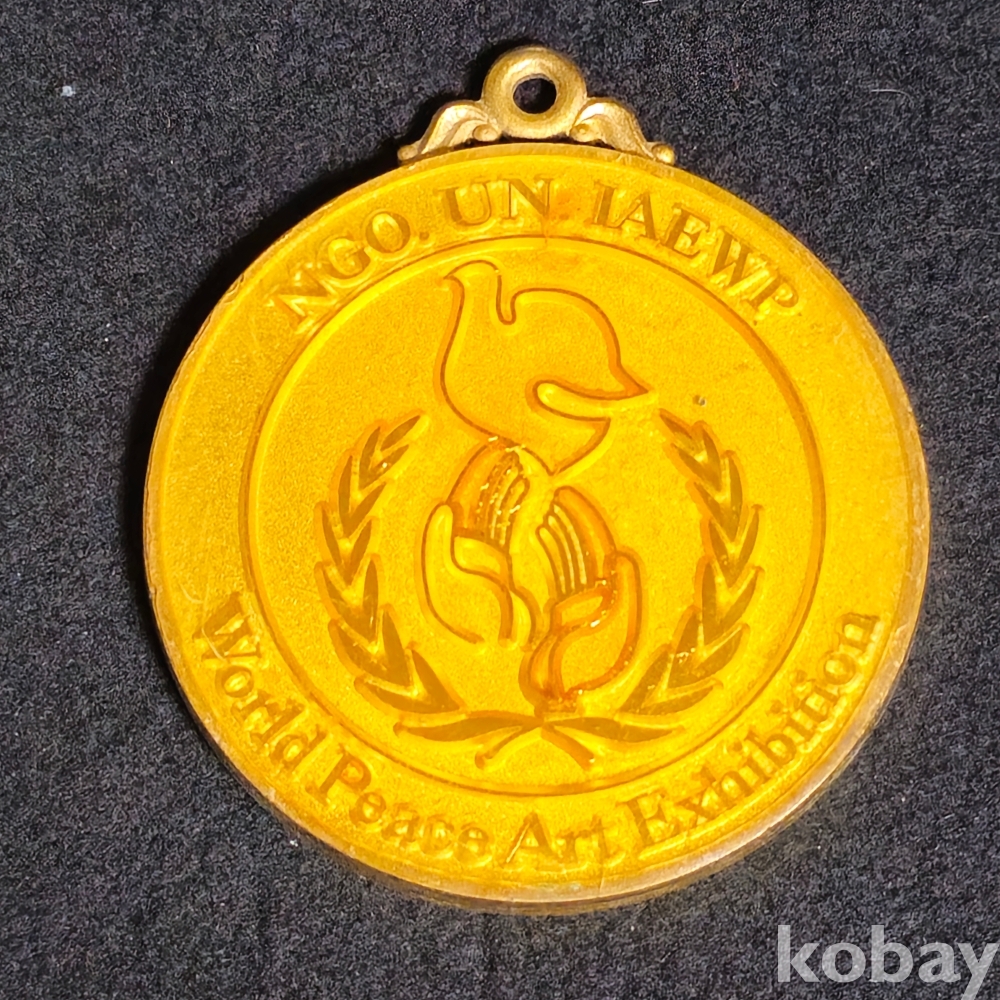 NGO. UN. IAEWP.
World Peace Art Exhibition
kobay